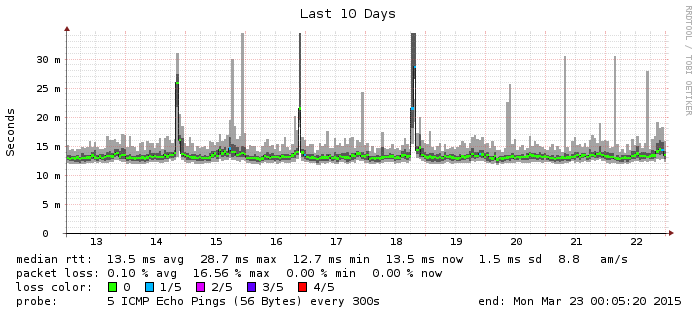 Last 10 Days
RRDTOOL / TOBI OETIKER
Seconds
30 m
25 m
20 m
15 m
10 m
5 m
0
13 14 15 16 17 18 19 20 21 22
median rtt: 13.5 ms avg 28.7 ms max 12.7 ms min 13.5 ms now 1.5 ms sd 8.8 am/s
packet loss: 0.10 % avg 16.56 % max 0.00 % min 0.00 % now
loss color: 0 1/5 2/5 3/5 4/5
probe: 5 ICMP Echo Pings (56 Bytes) every 300s end: Mon Mar 23 00:05:20 2015